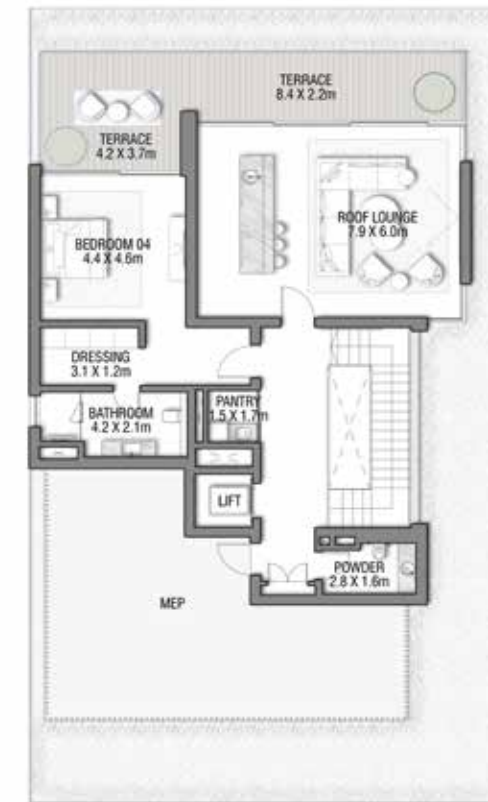 TERRACE
8.4 X 2.2m
TERRACE
4.2 X 3.7m
ROOF LOUNGE
7.9 X 6.0m
BEDROOM 04
4.4 X 4.6m
DRESSING
3.1 X 1.2m
BATHROOM
4.2 X 2.1m
PANTRY
1.5 X 1.7m
LIFT
POWDER
2.8 X 1.6m
MEP